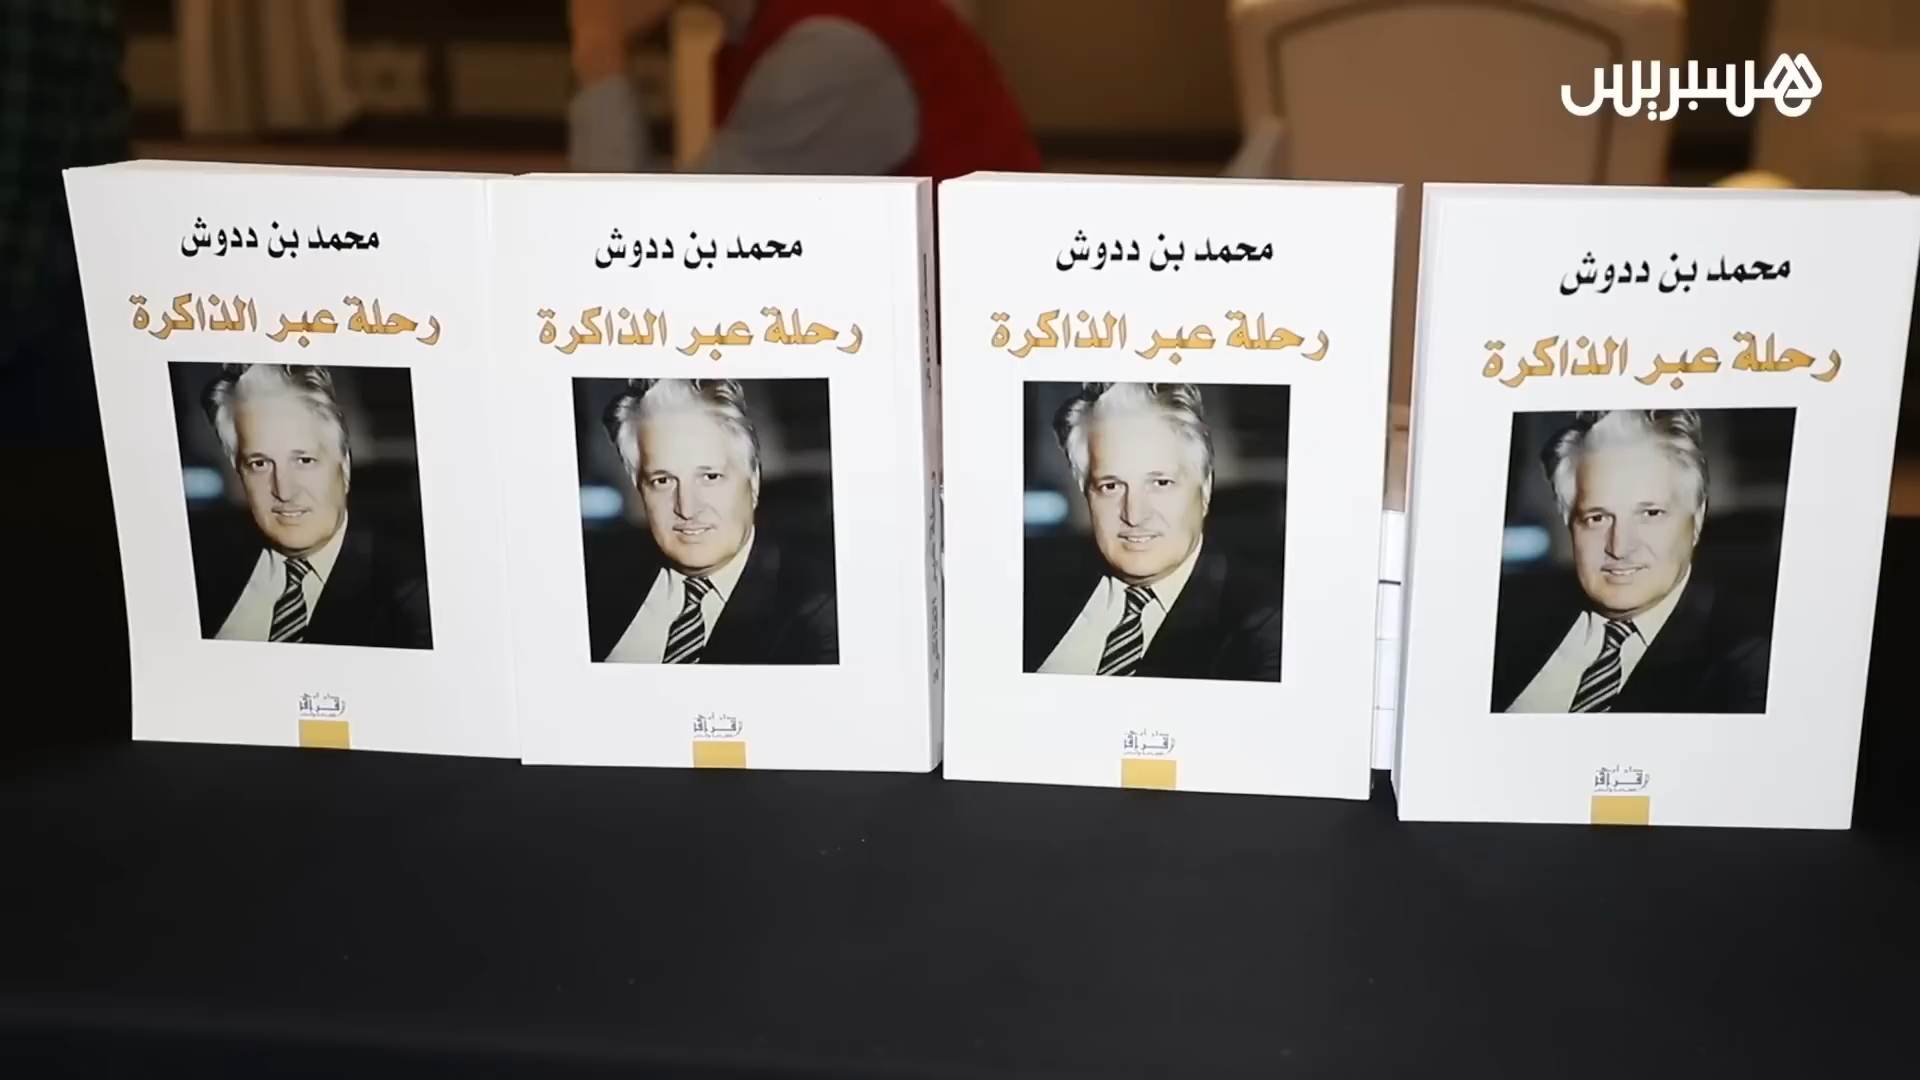 هسبريس
محمد بن ددوش
رحلة عبر الذاكرة
محمد بن ددوش
رحلة عبر الذاكرة
محمد بن ددوش
رحلة عبر الذاكرة
محمد بن ددوش
رحلة عبر الذاكرة